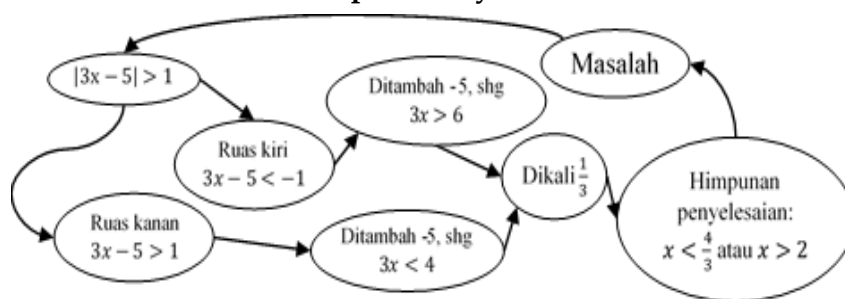 Masalah
|3x − 5| > 1
Ditambah -5, shg
3x > 6
Ruas kiri
3x − 5 < −1
Dikali 1/3
Himpunan
penyelesaian:
x < 4/3 atau x > 2
Ruas kanan
3x − 5 > 1
Ditambah -5, shg
3x < 4